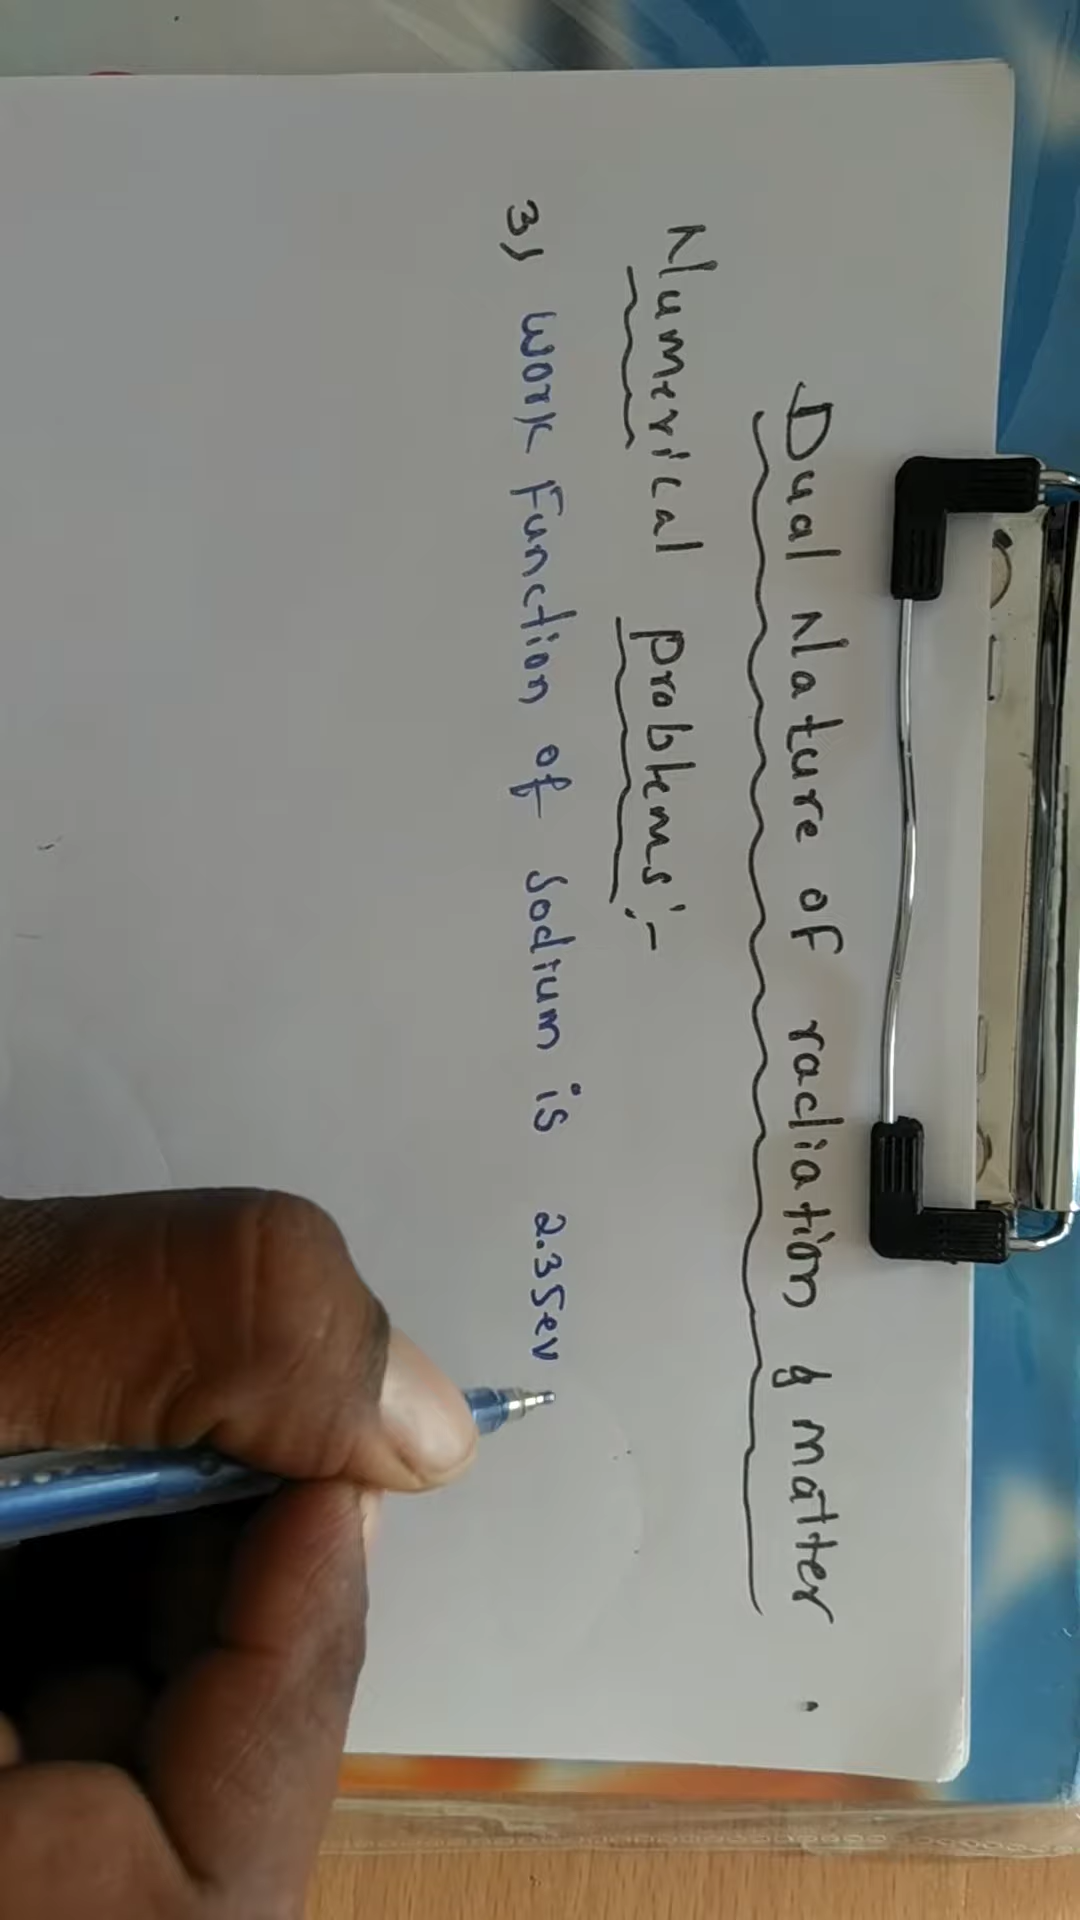 Dual Nature of radiation & matter.
Numerical problems:-
3) Work Function of Sodium is 2.35ev